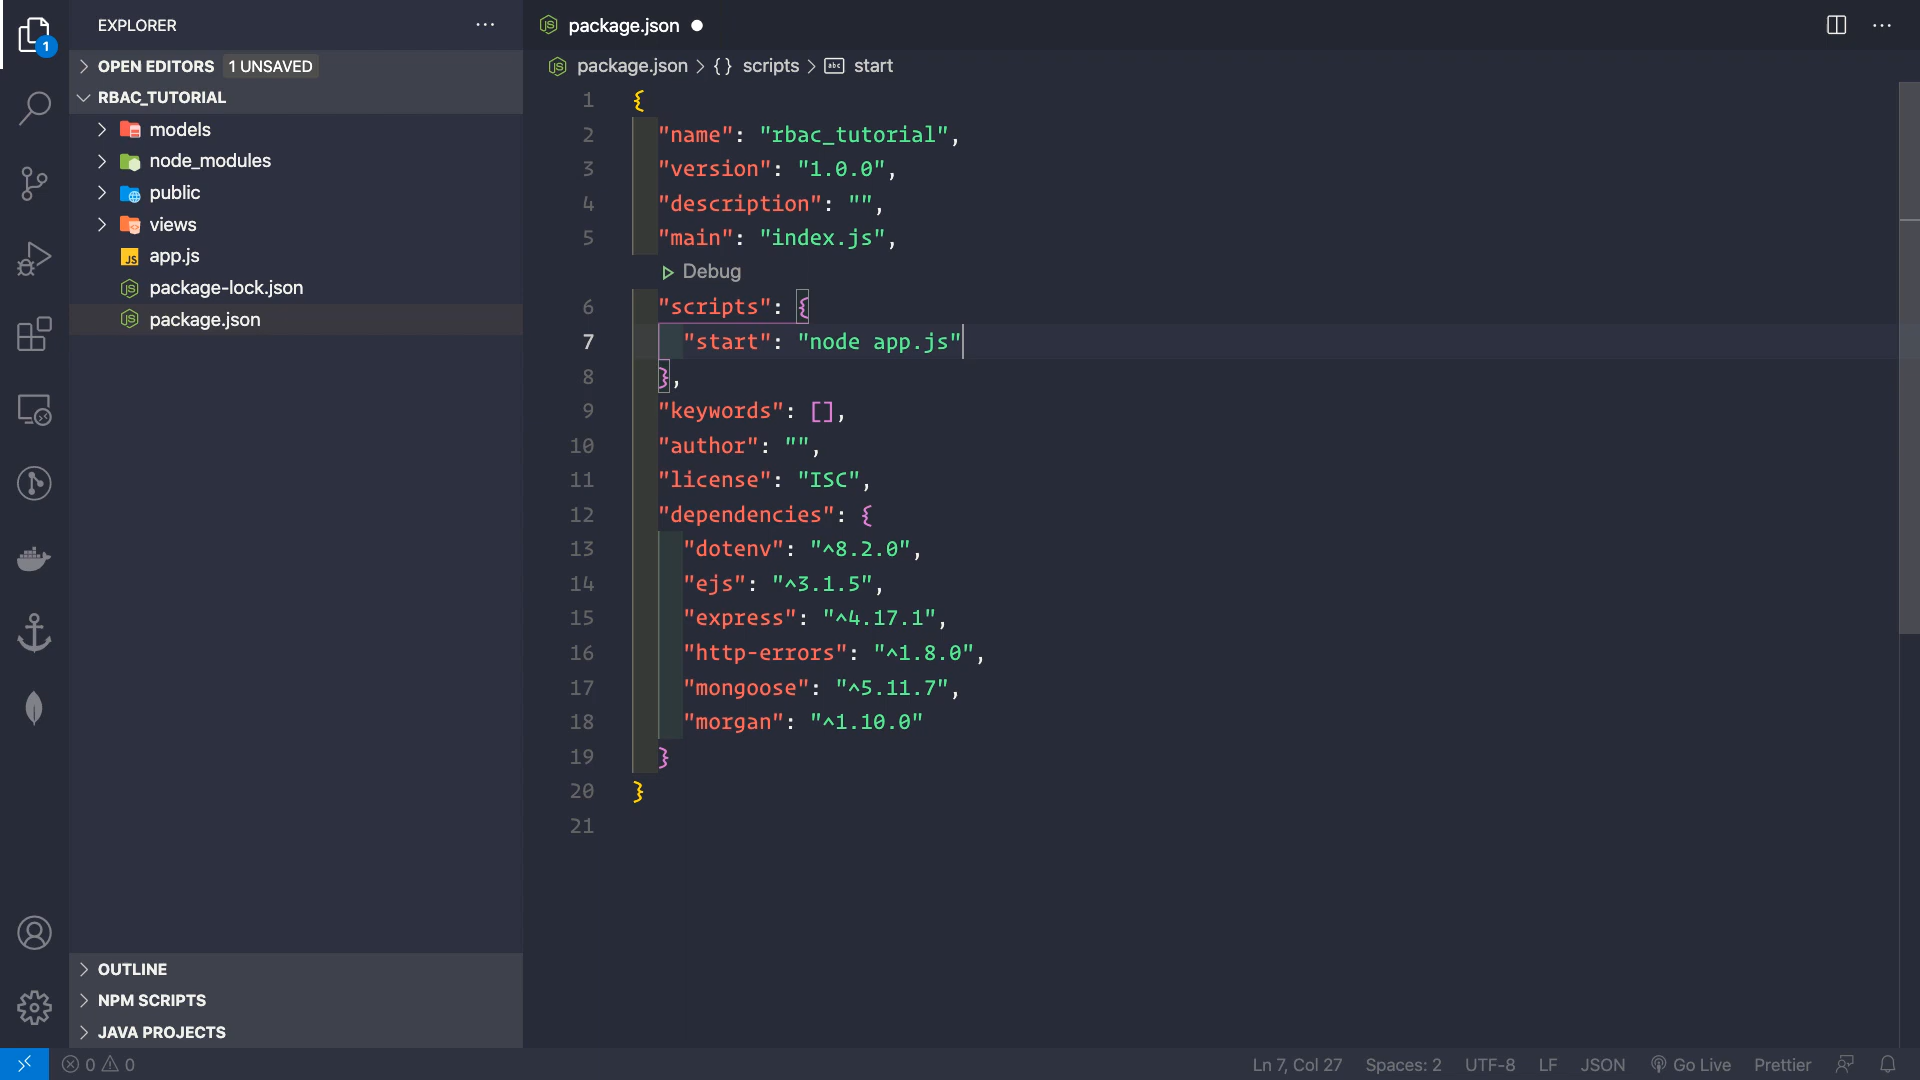 EXPLORER
1
OPEN EDITORS 1 UNSAVED
RBAC_TUTORIAL
models
node_modules
public
views
JS app.js
package-lock.json
package.json
OUTLINE
NPM SCRIPTS
JAVA PROJECTS
package.json
package.json > {} scripts > abc start
1 {
2 "name": "rbac_tutorial",
3 "version": "1.0.0",
4 "description": "",
5 "main": "index.js",
Debug
6 "scripts": {
7 "start": "node app.js"
8 },
9 "keywords": [],
10 "author": "",
11 "license": "ISC",
12 "dependencies": {
13 "dotenv": "^8.2.0",
14 "ejs": "^3.1.5",
15 "express": "^4.17.1",
16 "http-errors": "^1.8.0",
17 "mongoose": "^5.11.7",
18 "morgan": "^1.10.0"
19 }
20 }
21
0 0 Ln 7, Col 27 Spaces: 2 UTF-8 LF JSON Go Live Prettier